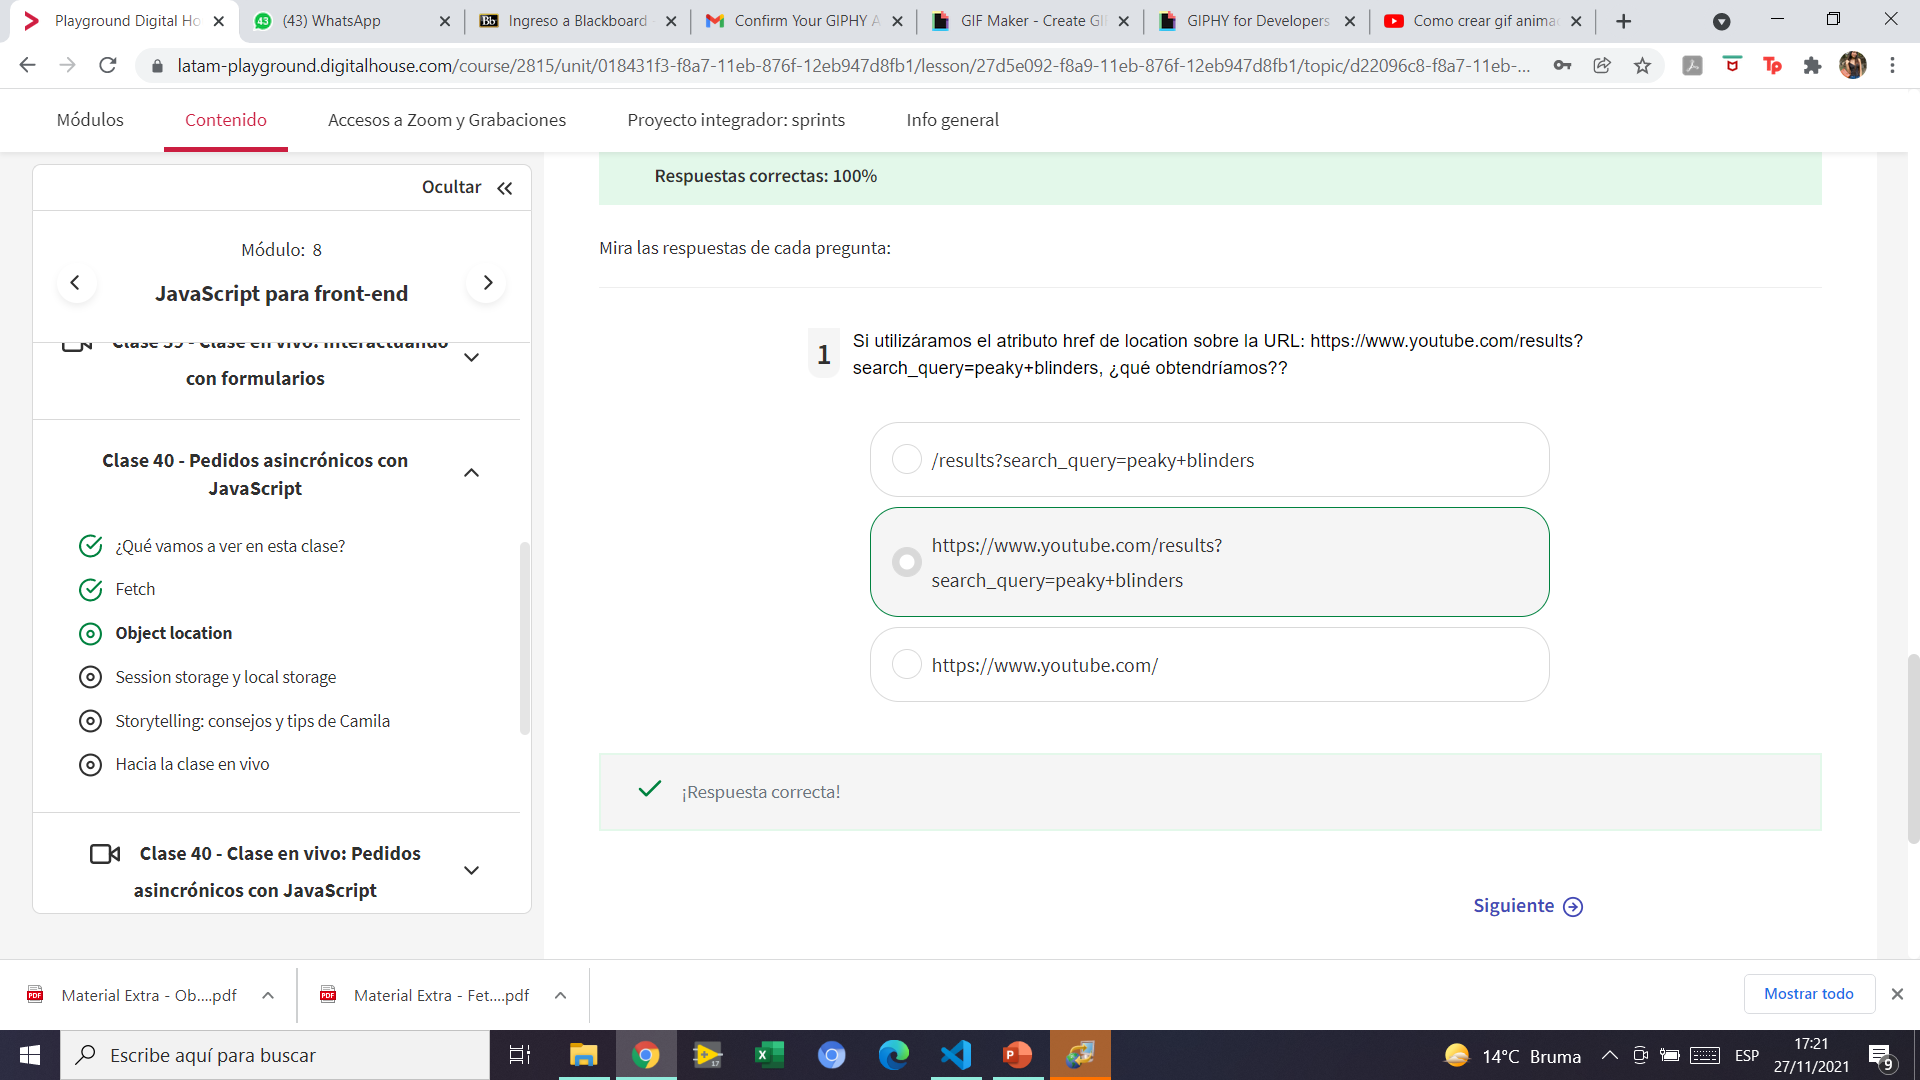 Playground Digital Ho
(43) WhatsApp
Ingreso a Blackboard
Confirm Your GIPHY A
GIF Maker - Create GI
GIPHY for Developers
Como crear gif anima
latam-playground.digitalhouse.com/course/2815/unit/018431f3-f8a7-11eb-876f-12eb947d8fb1/lesson/27d5e092-f8a9-11eb-876f-12eb947d8fb1/topic/d22096c8-f8a7-11eb-...
Módulos
Contenido
Accesos a Zoom y Grabaciones
Proyecto integrador: sprints
Info general
Ocultar
Módulo: 8
JavaScript para front-end
Clase 39 - Clase en vivo: Interactuando
con formularios
Clase 40 - Pedidos asincrónicos con
JavaScript
¿Qué vamos a ver en esta clase?
Fetch
Object location
Session storage y local storage
Storytelling: consejos y tips de Camila
Hacia la clase en vivo
Clase 40 - Clase en vivo: Pedidos
asincrónicos con JavaScript
Respuestas correctas: 100%
Mira las respuestas de cada pregunta:
1
Si utilizáramos el atributo href de location sobre la URL: https://www.youtube.com/results?
search_query=peaky+blinders, ¿qué obtendríamos??
/results?search_query=peaky+blinders
https://www.youtube.com/results?
search_query=peaky+blinders
https://www.youtube.com/
¡Respuesta correcta!
Siguiente
Material Extra - Ob....pdf
Material Extra - Fet....pdf
Mostrar todo
Escribe aquí para buscar
14°C Bruma
ESP
17:21
27/11/2021
9